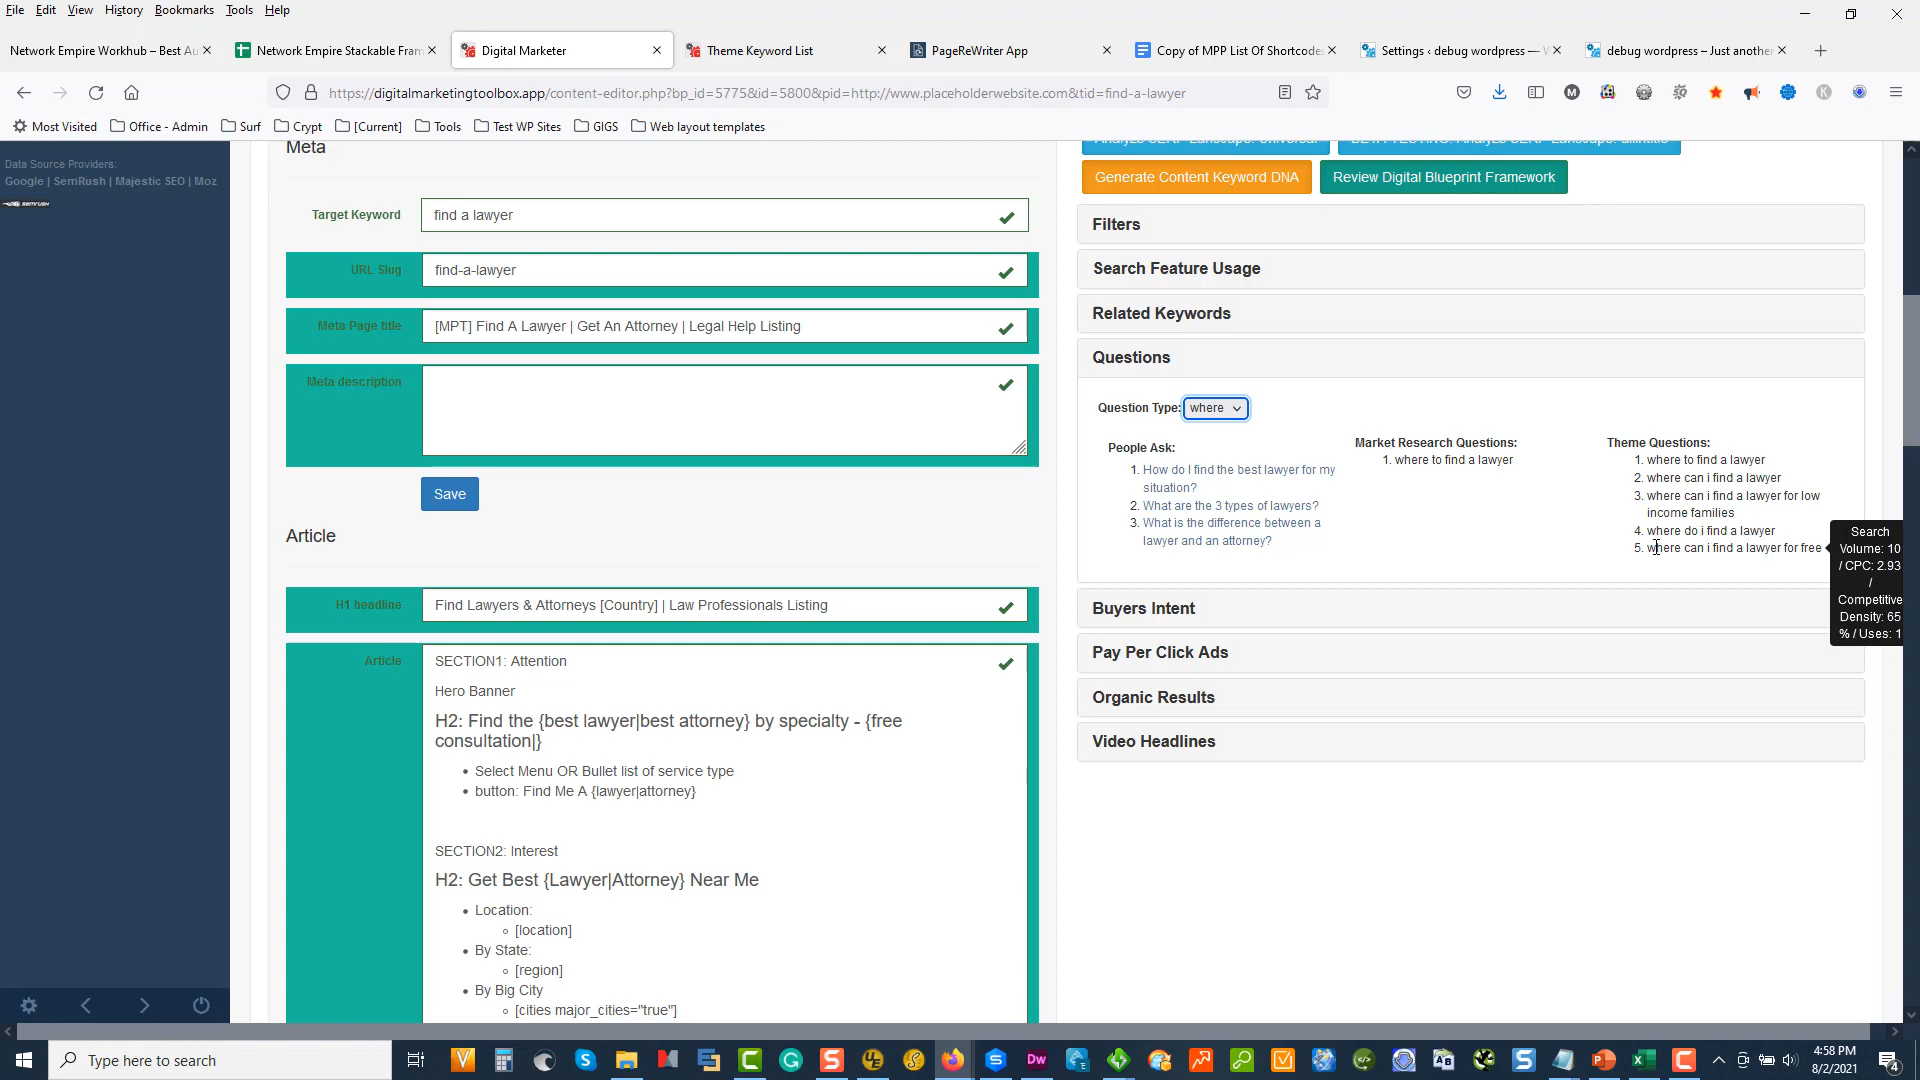 File Edit View History Bookmarks Tools Help
Network Empire Workhub – Best Au
Network Empire Stackable Fram
Digital Marketer
Theme Keyword List
PageReWriter App
Copy of MPP List Of Shortcodes
Settings ‹ debug wordpress —
debug wordpress – Just another
https://digitalmarketingtoolbox.app/content-editor.php?bp_id=5775&id=5800&pid=http://www.placeholderwebsite.com&tid=find-a-lawyer
Most Visited Office - Admin Surf Crypt [Current] Tools Test WP Sites GIGS Web layout templates
Data Source Providers:
Google | SemRush | Majestic SEO | Moz
SEMRUSH
Meta
Target Keyword find a lawyer
URL Slug find-a-lawyer
Meta Page title [MPT] Find A Lawyer | Get An Attorney | Legal Help Listing
Meta description
Save
Article
H1 headline Find Lawyers & Attorneys [Country] | Law Professionals Listing
Article
SECTION1: Attention
Hero Banner
H2: Find the {best lawyer|best attorney} by specialty - {free
consultation|}
• Select Menu OR Bullet list of service type
• button: Find Me A {lawyer|attorney}
SECTION2: Interest
H2: Get Best {Lawyer|Attorney} Near Me
• Location:
◦ [location]
• By State:
◦ [region]
• By Big City
◦ [cities major_cities="true"]
Generate Content Keyword DNA
Review Digital Blueprint Framework
Filters
Search Feature Usage
Related Keywords
Questions
Question Type: where
People Ask:
1. How do I find the best lawyer for my
situation?
2. What are the 3 types of lawyers?
3. What is the difference between a
lawyer and an attorney?
Market Research Questions:
1. where to find a lawyer
Theme Questions:
1. where to find a lawyer
2. where can i find a lawyer
3. where can i find a lawyer for low
income families
4. where do i find a lawyer
5. where can i find a lawyer for free
Search
Volume: 10
/ CPC: 2.93
/
Competitive
Density: 65
% / Uses: 1
Buyers Intent
Pay Per Click Ads
Organic Results
Video Headlines
Type here to search
4:58 PM
8/2/2021
4